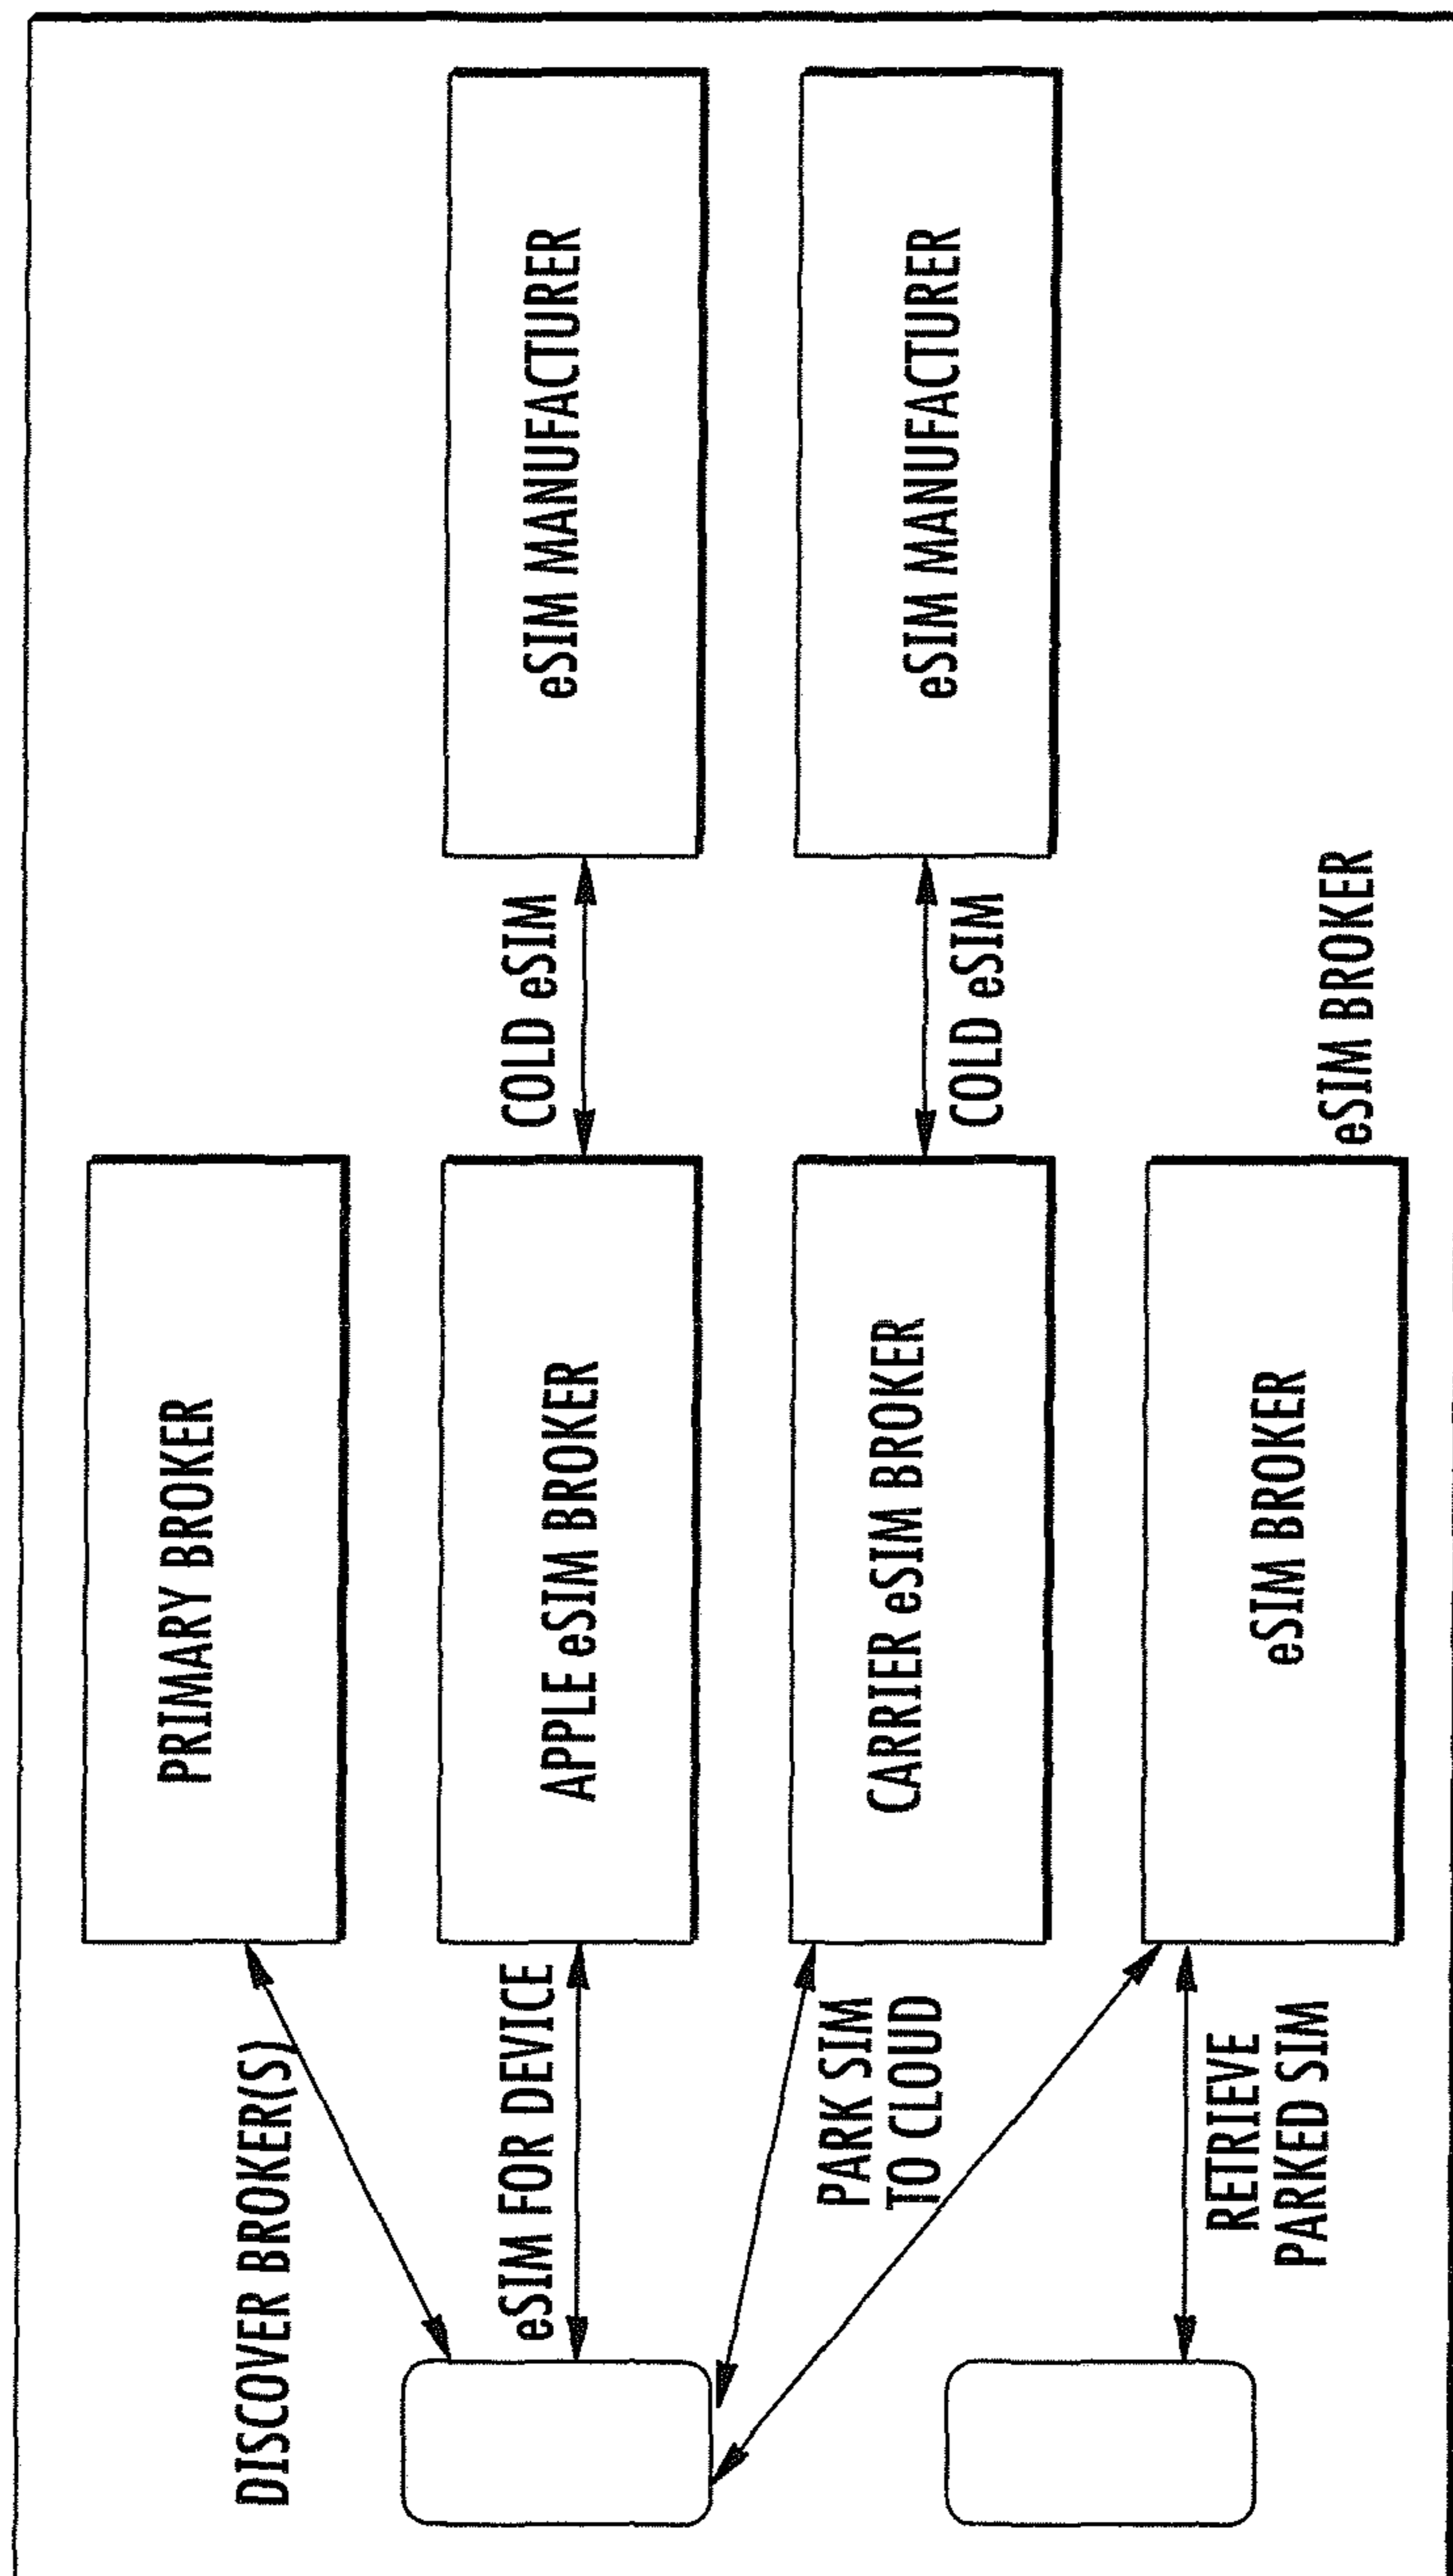 DISCOVER BROKER(S)
PRIMARY BROKER
eSIM FOR DEVICE
APPLE eSIM BROKER
COLD eSIM
eSIM MANUFACTURER
PARK SIM
TO CLOUD
CARRIER eSIM BROKER
COLD eSIM
eSIM MANUFACTURER
RETRIEVE
PARKED SIM
eSIM BROKER
eSIM BROKER